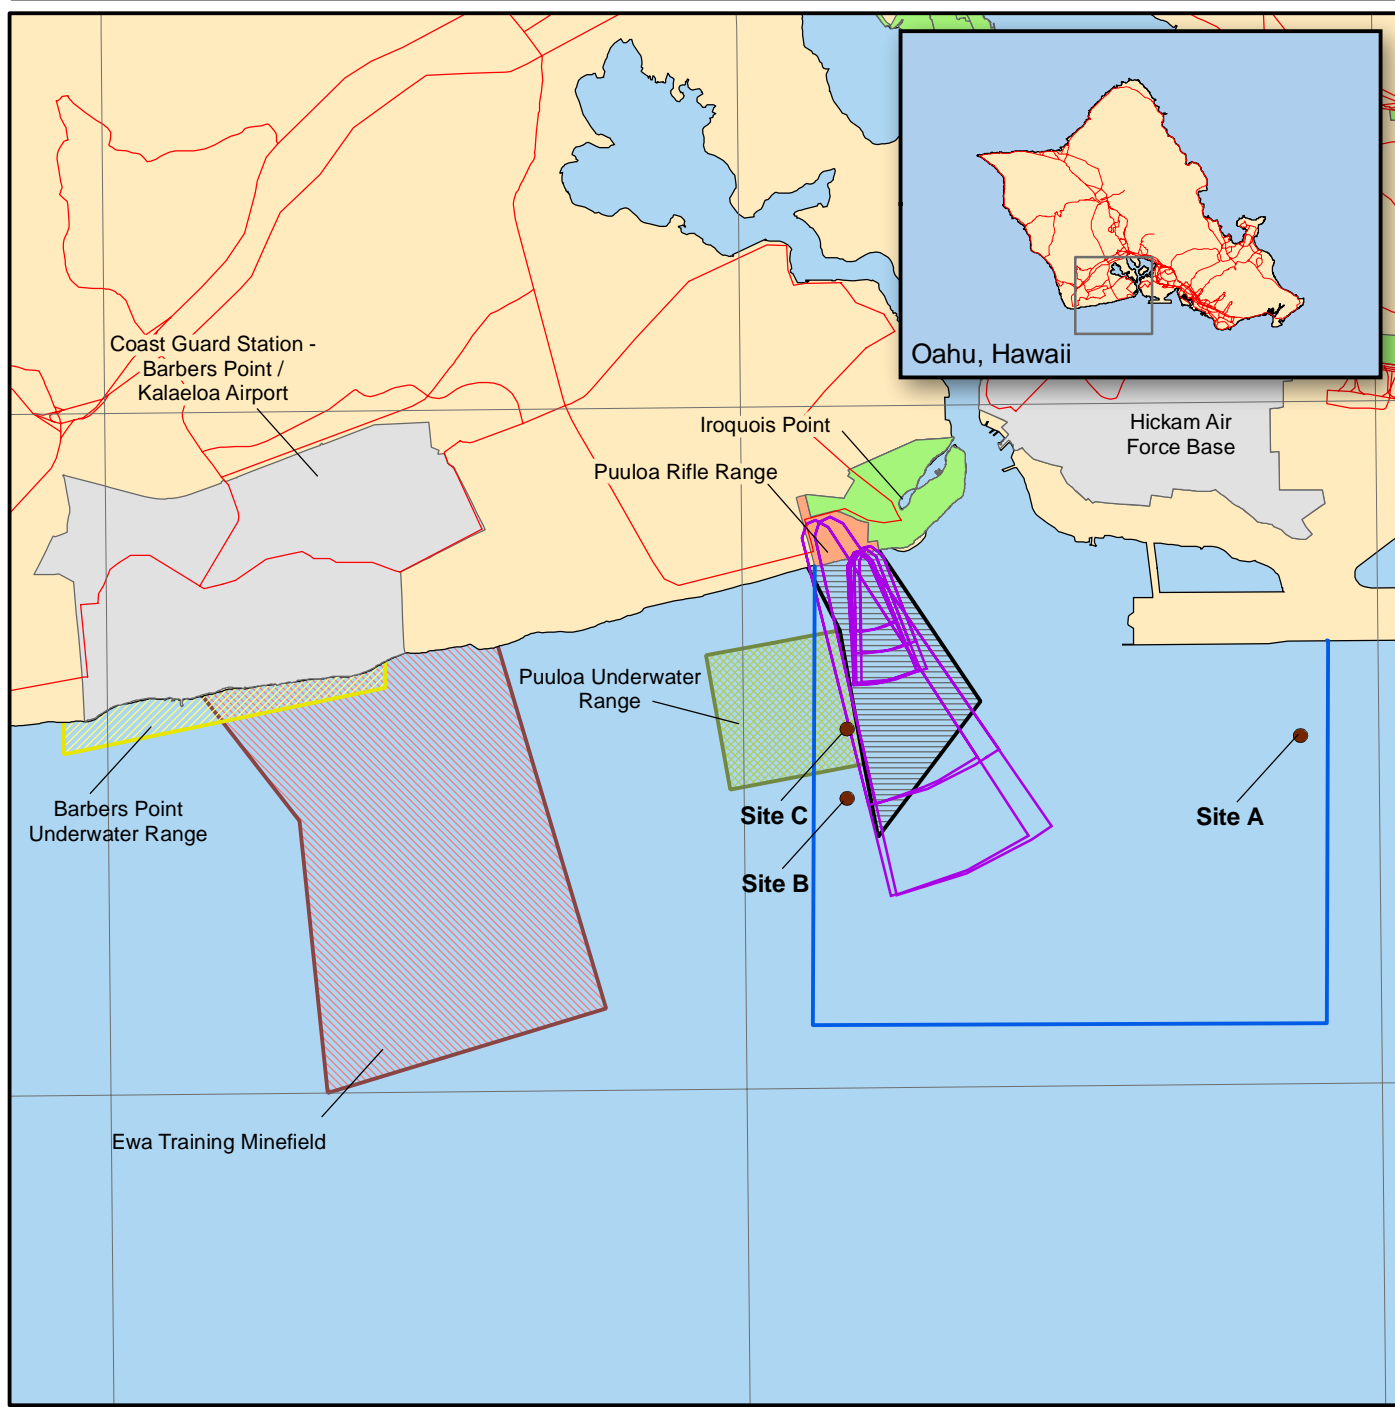 Oahu, Hawaii
Coast Guard Station -
Barbers Point /
Kalaeloa Airport
Iroquois Point
Hickam Air
Force Base
Puuloa Rifle Range
Puuloa Underwater
Range
Barbers Point
Underwater Range
Site C
Site A
Site B
Ewa Training Minefield